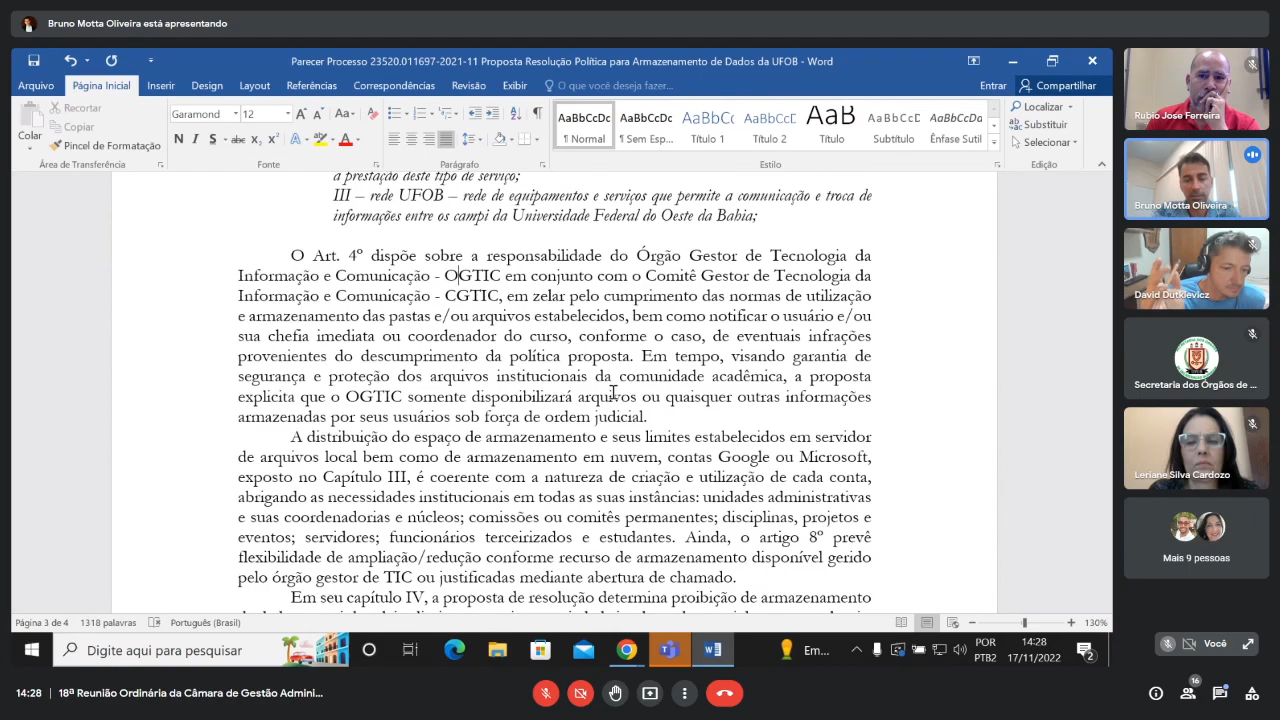 Bruno Motta Oliveira está apresentando
Parecer Processo 23520.011697-2021-11 Proposta Resolução Política para Armazenamento de Dados da UFOB - Word
Arquivo Página Inicial Inserir Design Layout Referências Correspondências Revisão Exibir O que você deseja fazer... Entrar Compartilhar
Colar
Recortar
Copiar
Pincel de Formatação
Área de Transferência
Garamond 12
N I S abc x₂ x²
Fonte
Parágrafo
AaBbCcDc AaBbCcDc AaBbC AaBbCcC AaB AaBbCcD AaBbCcDc
¶ Normal ¶ Sem Esp... Título 1 Título 2 Título Subtítulo Ênfase Sutil
Estilo
Localizar
Substituir
Selecionar
Edição
a prestação deste tipo de serviço;
III – rede UFOB – rede de equipamentos e serviços que permite a comunicação e troca de
informações entre os campi da Universidade Federal do Oeste da Bahia;
O Art. 4º dispõe sobre a responsabilidade do Órgão Gestor de Tecnologia da
Informação e Comunicação - OGTIC em conjunto com o Comitê Gestor de Tecnologia da
Informação e Comunicação - CGTIC, em zelar pelo cumprimento das normas de utilização
e armazenamento das pastas e/ou arquivos estabelecidos, bem como notificar o usuário e/ou
sua chefia imediata ou coordenador do curso, conforme o caso, de eventuais infrações
provenientes do descumprimento da política proposta. Em tempo, visando garantia de
segurança e proteção dos arquivos institucionais da comunidade acadêmica, a proposta
explicita que o OGTIC somente disponibilizará arquivos ou quaisquer outras informações
armazenadas por seus usuários sob força de ordem judicial.
A distribuição do espaço de armazenamento e seus limites estabelecidos em servidor
de arquivos local bem como de armazenamento em nuvem, contas Google ou Microsoft,
exposto no Capítulo III, é coerente com a natureza de criação e utilização de cada conta,
abrigando as necessidades institucionais em todas as suas instâncias: unidades administrativas
e suas coordenadorias e núcleos; comissões ou comitês permanentes; disciplinas, projetos e
eventos; servidores; funcionários terceirizados e estudantes. Ainda, o artigo 8º prevê
flexibilidade de ampliação/redução conforme recurso de armazenamento disponível gerido
pelo órgão gestor de TIC ou justificadas mediante abertura de chamado.
Em seu capítulo IV, a proposta de resolução determina proibição de armazenamento
Página 3 de 4 1318 palavras Português (Brasil) 130%
Digite aqui para pesquisar
Em...
POR
PTB2
14:28
17/11/2022
2
Rubio Jose Ferreira
Bruno Motta Oliveira
David Dutkievicz
Secretaria dos Órgãos de ...
Leriane Silva Cardozo
Mais 9 pessoas
Você
14:28 18ª Reunião Ordinária da Câmara de Gestão Admini...
16